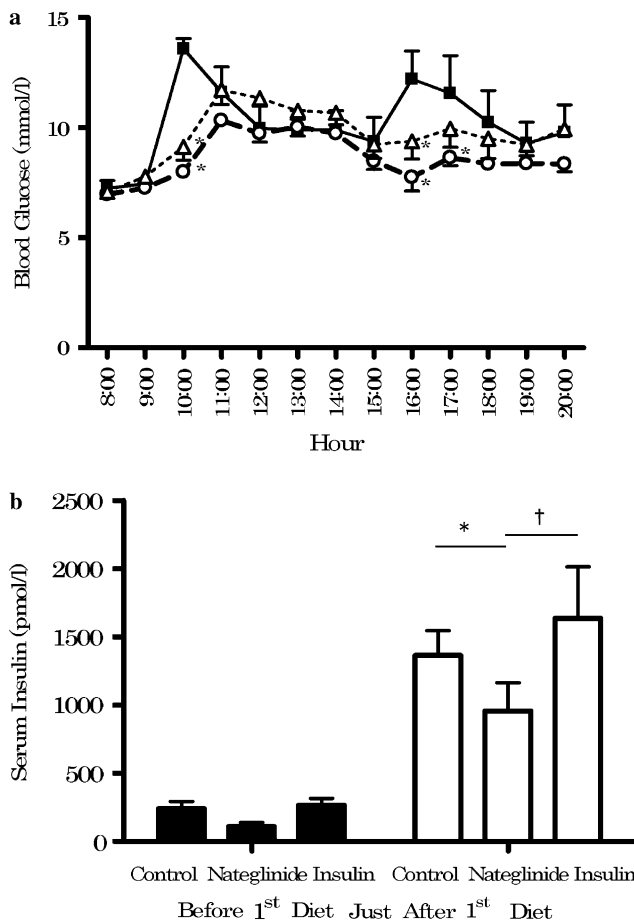 a
15
10
5
0
Blood Glucose (mmol/l)
* * * * *
8:00 9:00 10:00 11:00 12:00 13:00 14:00 15:00 16:00 17:00 18:00 19:00 20:00
Hour
b
2500
2000
1500
1000
500
0
Serum Insulin (pmol/l)
* †
Control Nateglinide Insulin Control Nateglinide Insulin
Before 1st Diet Just After 1st Diet